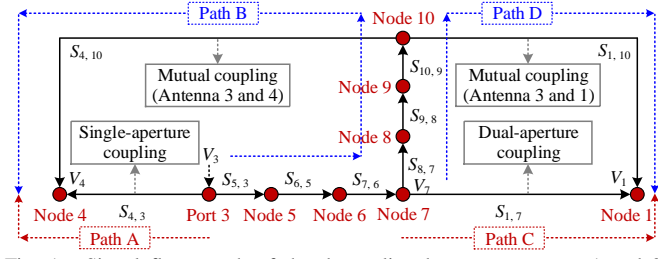 Node 10
Path B
Path D
S4, 10
S10, 9
S1, 10
Mutual coupling
(Antenna 3 and 4)
Node 9
Mutual coupling
(Antenna 3 and 1)
S9, 8
Single-aperture
coupling
Node 8
Dual-aperture
coupling
V3
S8, 7
V4
S5, 3
S6, 5
S7, 6
V7
V1
Node 4
S4, 3
Port 3
Node 5
Node 6
Node 7
S1, 7
Node 1
Path A
Path C